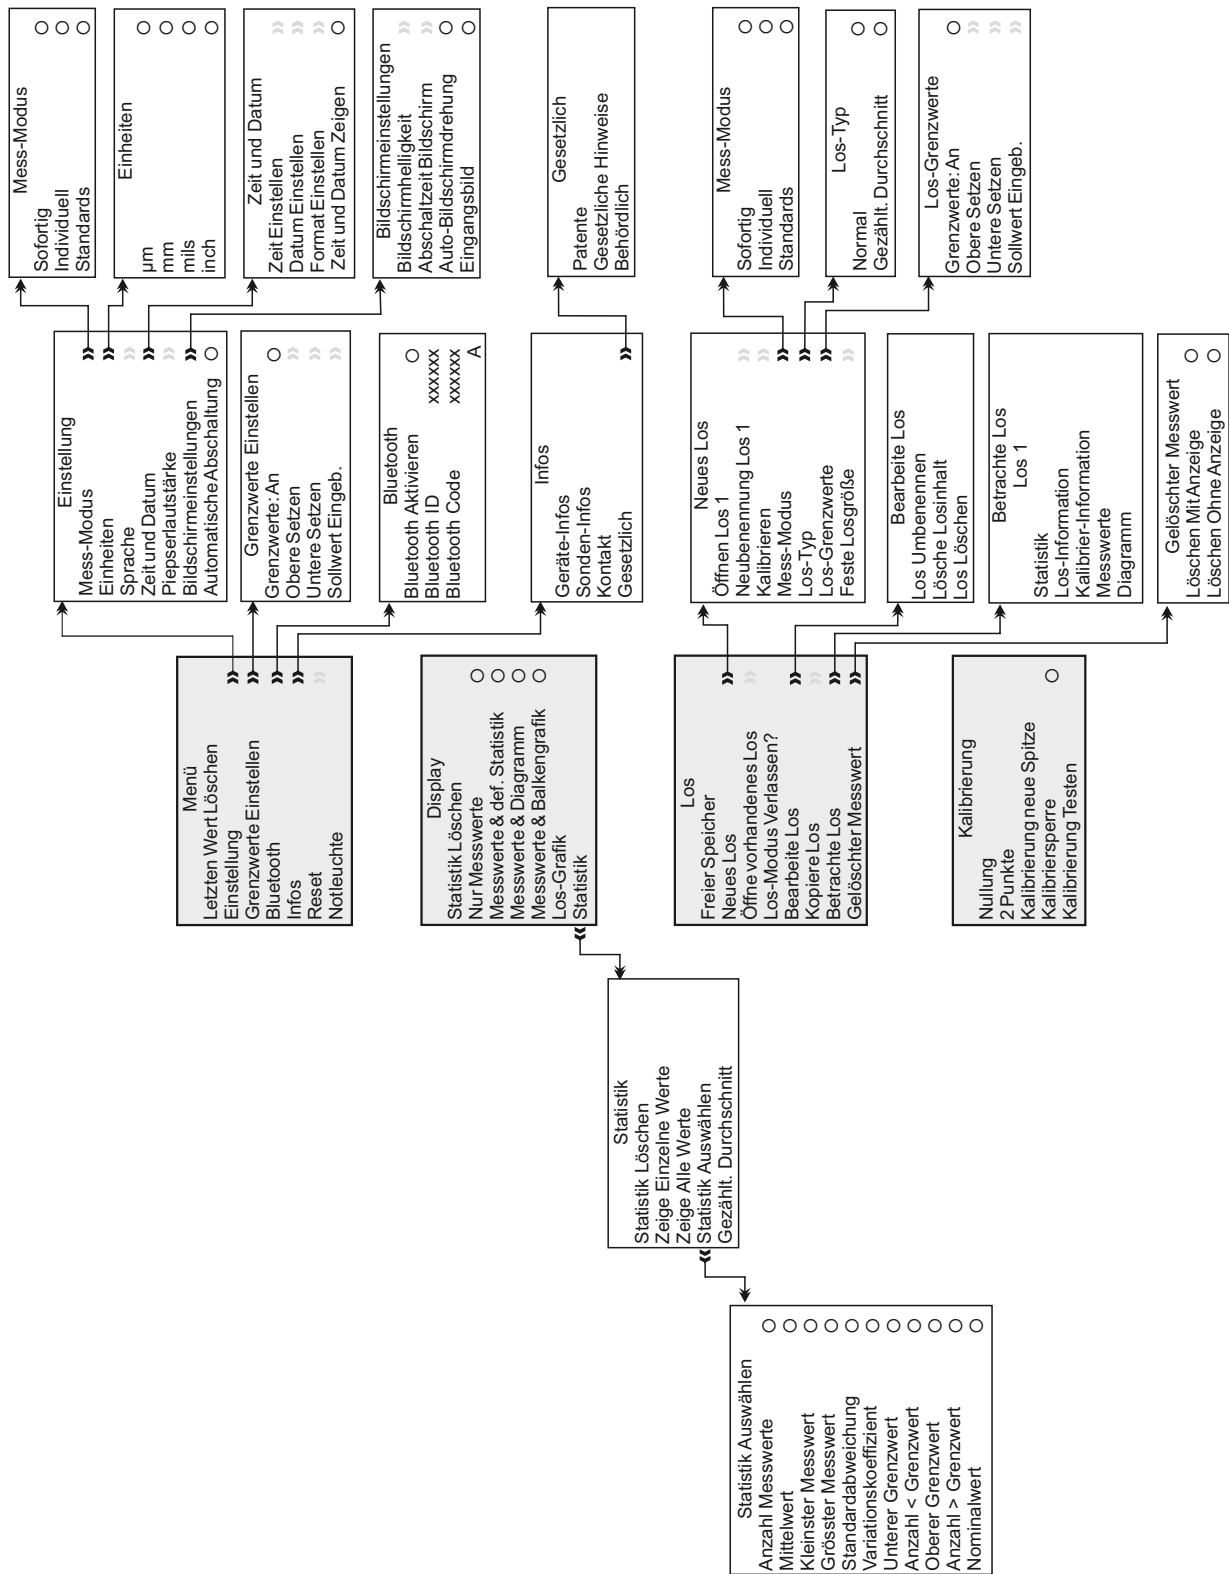 Menü
Letzten Wert Löschen
Einstellung
Grenzwerte Einstellen
Bluetooth
Infos
Reset
Notleuchte
Einstellung
Mess-Modus
Einheiten
Sprache
Zeit und Datum
Piepserlautstärke
Bildschirmeinstellungen
Automatische Abschaltung
Mess-Modus
Sofortig
Individuell
Standards
Einheiten
µm
mm
mils
inch
Zeit und Datum
Zeit Einstellen
Datum Einstellen
Format Einstellen
Zeit und Datum Zeigen
Bildschirmeinstellungen
Bildschirmhelligkeit
Abschaltzeit Bildschirm
Auto-Bildschirmdrehung
Eingangsbild
Grenzwerte Einstellen
Grenzwerte: An
Obere Setzen
Untere Setzen
Sollwert Eingeb.
Bluetooth
Bluetooth Aktivieren
Bluetooth ID xxxxxx
Bluetooth Code xxxxxx
A
Infos
Geräte-Infos
Sonden-Infos
Kontakt
Gesetzlich
Gesetzlich
Patente
Gesetzliche Hinweise
Behördlich
Display
Statistik Löschen
Nur Messwerte
Messwerte & def. Statistik
Messwerte & Diagramm
Messwerte & Balkengrafik
Los-Grafik
Statistik
Statistik
Statistik Löschen
Zeige Einzelne Werte
Zeige Alle Werte
Statistik Auswählen
Gezählt. Durchschnitt
Statistik Auswählen
Anzahl Messwerte
Mittelwert
Kleinster Messwert
Grösster Messwert
Standardabweichung
Variationskoeffizient
Unterer Grenzwert
Anzahl < Grenzwert
Oberer Grenzwert
Anzahl > Grenzwert
Nominalwert
Los
Freier Speicher
Neues Los
Öffne vorhandenes Los
Los-Modus Verlassen?
Bearbeite Los
Kopiere Los
Betrachte Los
Gelöschter Messwert
Neues Los
Öffnen Los 1
Neubenennung Los 1
Kalibrieren
Mess-Modus
Los-Typ
Los-Grenzwerte
Feste Losgröße
Mess-Modus
Sofortig
Individuell
Standards
Los-Typ
Normal
Gezählt. Durchschnitt
Los-Grenzwerte
Grenzwerte: An
Obere Setzen
Untere Setzen
Sollwert Eingeb.
Bearbeite Los
Los Umbenennen
Lösche Losinhalt
Los Löschen
Betrachte Los
Los 1
Statistik
Los-Information
Kalibrier-Information
Messwerte
Diagramm
Gelöschter Messwert
Löschen Mit Anzeige
Löschen Ohne Anzeige
Kalibrierung
Nullung
2 Punkte
Kalibrierung neue Spitze
Kalibriersperre
Kalibrierung Testen